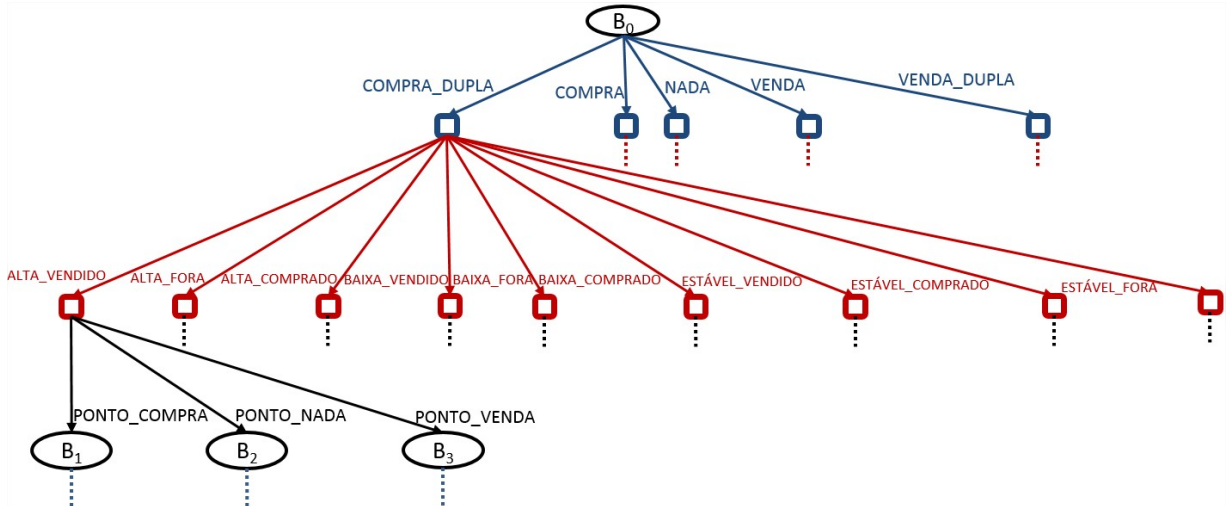 B0
COMPRA_DUPLA
COMPRA
NADA
VENDA
VENDA_DUPLA
ALTA_VENDIDO
ALTA_FORA
ALTA_COMPRADO
BAIXA_VENDIDO
BAIXA_FORA
BAIXA_COMPRADO
ESTÁVEL_VENDIDO
ESTÁVEL_COMPRADO
ESTÁVEL_FORA
PONTO_COMPRA
PONTO_NADA
PONTO_VENDA
B1
B2
B3